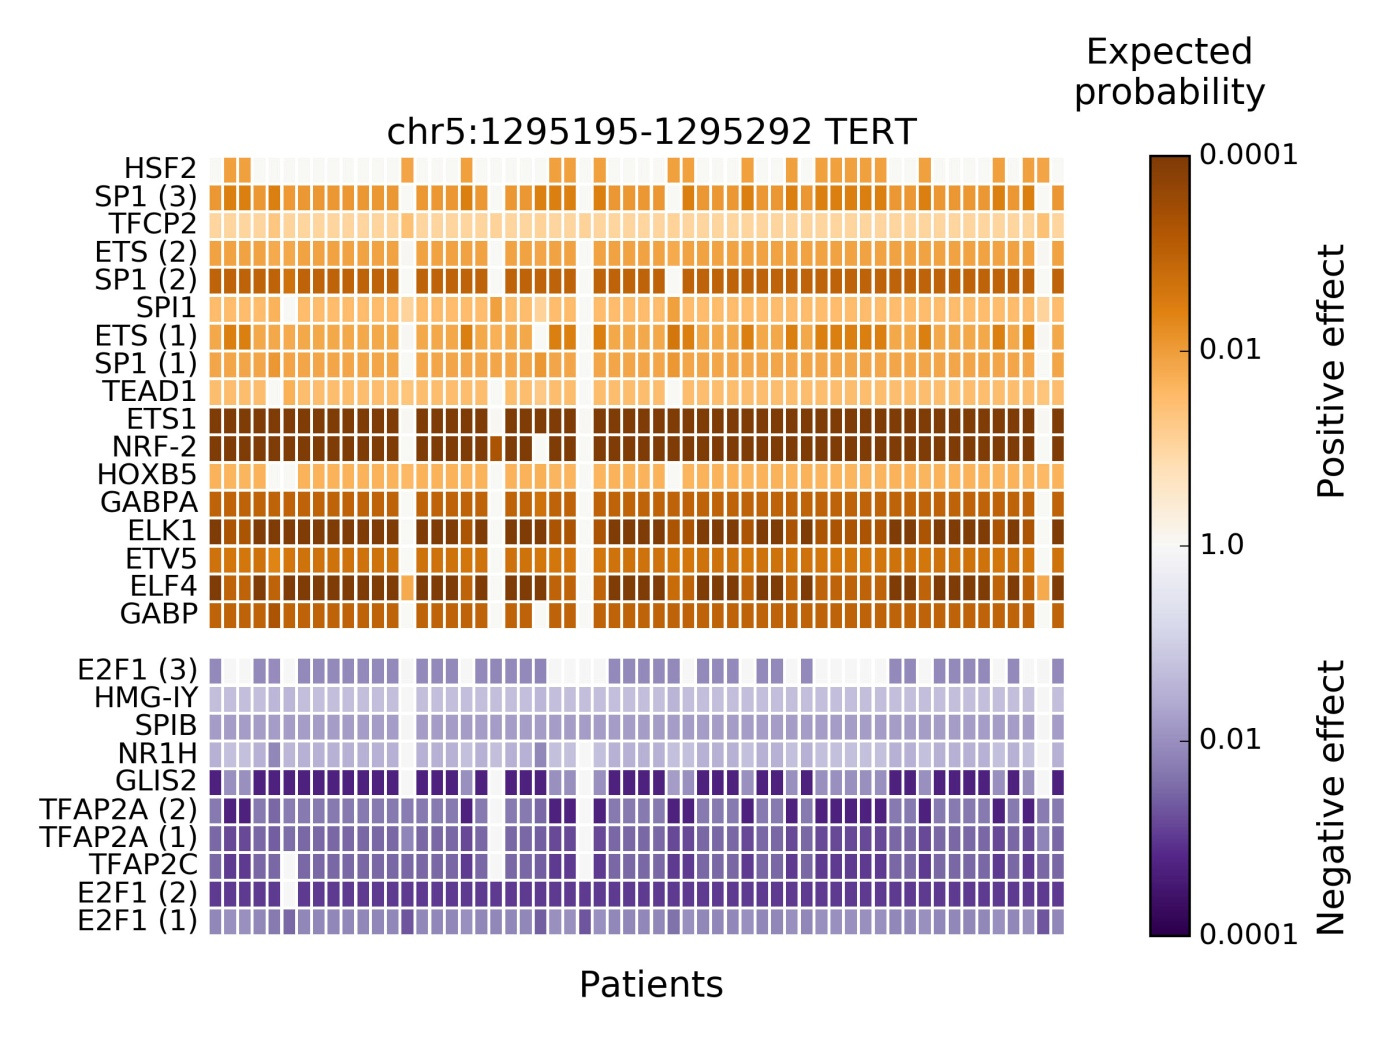 Expected
probability
chr5:1295195-1295292 TERT
HSF2
SP1 (3)
TFCP2
ETS (2)
SP1 (2)
SPI1
ETS (1)
SP1 (1)
TEAD1
ETS1
NRF-2
HOXB5
GABPA
ELK1
ETV5
ELF4
GABP
E2F1 (3)
HMG-IY
SPIB
NR1H
GLIS2
TFAP2A (2)
TFAP2A (1)
TFAP2C
E2F1 (2)
E2F1 (1)
Patients
0.0001
0.01
1.0
0.01
0.0001
Positive effect
Negative effect